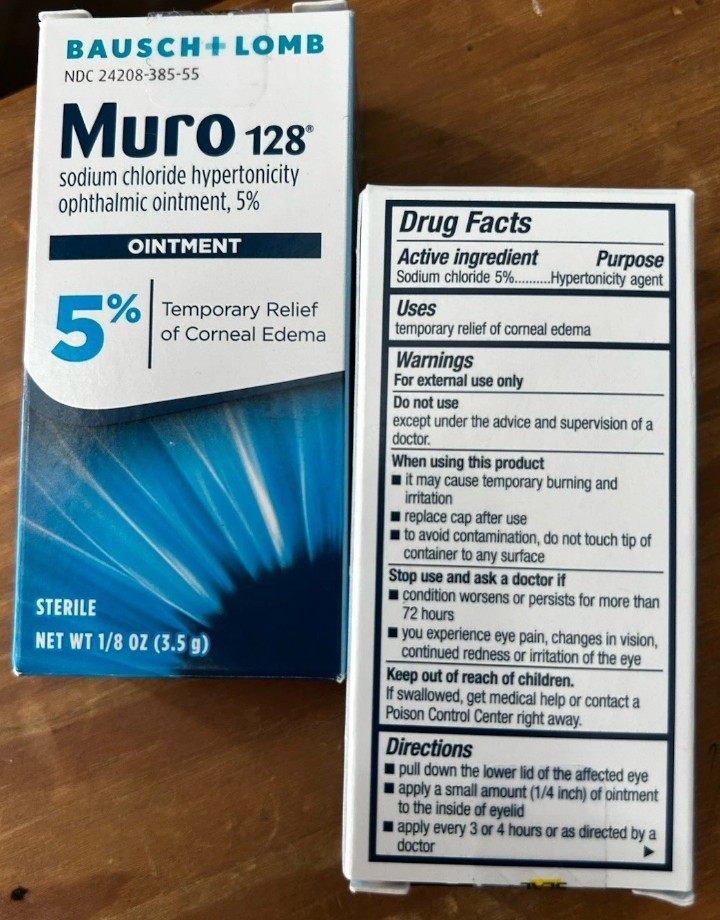 BAUSCH+LOMB
NDC 24208-385-55
Muro 128®
sodium chloride hypertonicity
ophthalmic ointment, 5%
OINTMENT
5%
Temporary Relief
of Corneal Edema
STERILE
NET WT 1/8 OZ (3.5 g)
Drug Facts
Active ingredient Purpose
Sodium chloride 5%..........Hypertonicity agent
Uses
temporary relief of corneal edema
Warnings
For external use only
Do not use
except under the advice and supervision of a
doctor.
When using this product
■ it may cause temporary burning and
irritation
■ replace cap after use
■ to avoid contamination, do not touch tip of
container to any surface
Stop use and ask a doctor if
■ condition worsens or persists for more than
72 hours
■ you experience eye pain, changes in vision,
continued redness or irritation of the eye
Keep out of reach of children.
If swallowed, get medical help or contact a
Poison Control Center right away.
Directions
■ pull down the lower lid of the affected eye
■ apply a small amount (1/4 inch) of ointment
to the inside of eyelid
■ apply every 3 or 4 hours or as directed by a
doctor